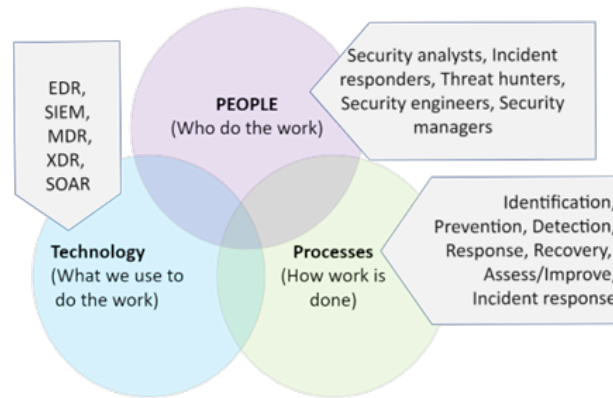 EDR,
SIEM,
MDR,
XDR,
SOAR
PEOPLE
(Who do the work)
Security analysts, Incident
responders, Threat hunters,
Security engineers, Security
managers
Technology
(What we use to
do the work)
Processes
(How work is
done)
Identification,
Prevention, Detection,
Response, Recovery,
Assess/Improve,
Incident response